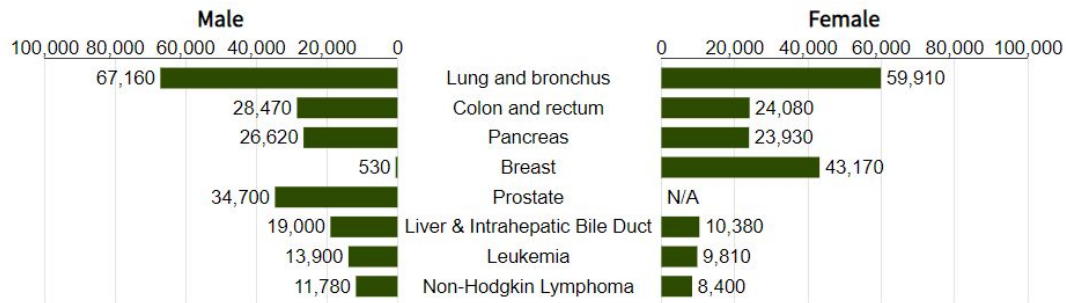 Male Female
100,000 80,000 60,000 40,000 20,000 0 0 20,000 40,000 60,000 80,000 100,000
67,160 Lung and bronchus 59,910
28,470 Colon and rectum 24,080
26,620 Pancreas 23,930
530 Breast 43,170
34,700 Prostate N/A
19,000 Liver & Intrahepatic Bile Duct 10,380
13,900 Leukemia 9,810
11,780 Non-Hodgkin Lymphoma 8,400